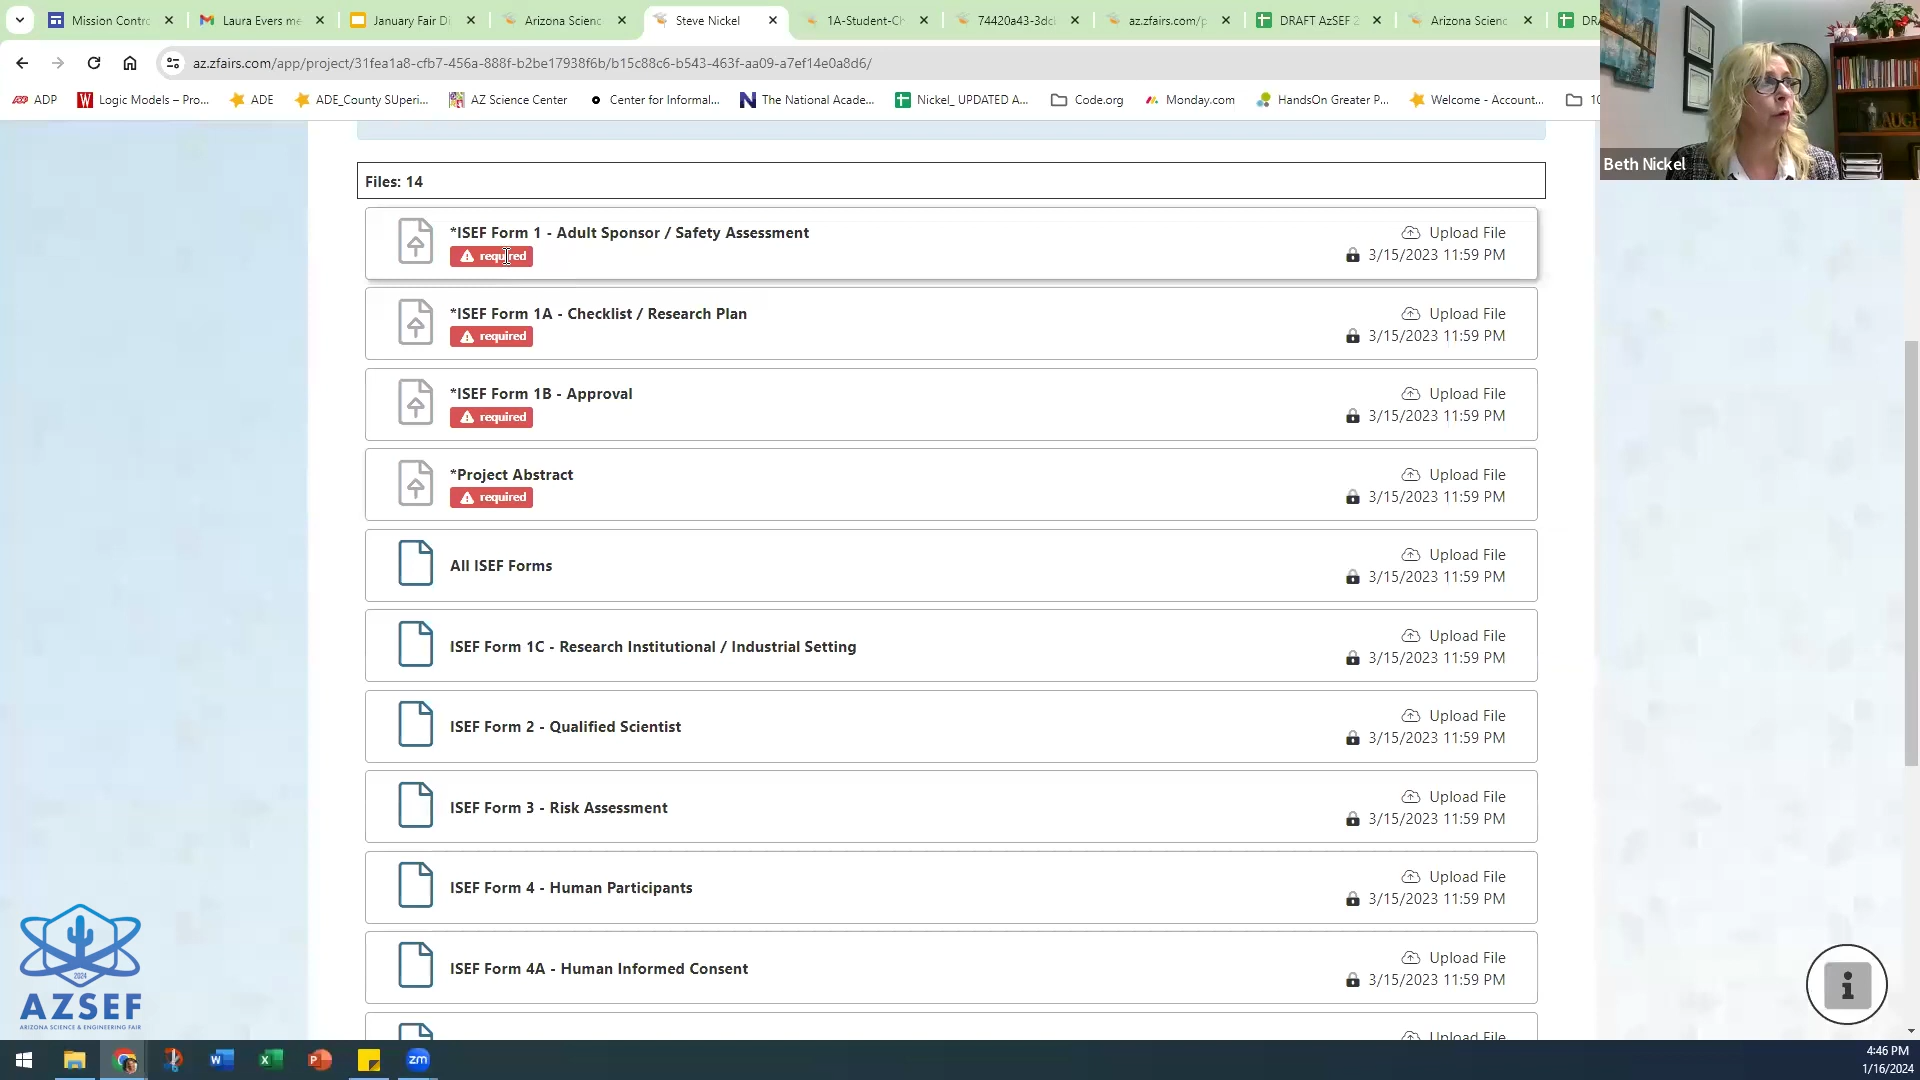 Mission Contro
Laura Evers me
January Fair Di
Arizona Scienc
Steve Nickel
1A-Student-Ch
74420a43-3dc
az.zfairs.com/p
DRAFT AzSEF 2
Arizona Scienc
az.zfairs.com/app/project/31fea1a8-cfb7-456a-888f-b2be17938f6b/b15c88c6-b543-463f-aa09-a7ef14e0a8d6/
ADP
Logic Models – Pro...
ADE
ADE_County SUperi...
AZ Science Center
Center for Informal...
The National Acade...
Nickel_ UPDATED A...
Code.org
Monday.com
HandsOn Greater P...
Welcome - Account...
Beth Nickel
Files: 14
*ISEF Form 1 - Adult Sponsor / Safety Assessment
required
Upload File
3/15/2023 11:59 PM
*ISEF Form 1A - Checklist / Research Plan
required
Upload File
3/15/2023 11:59 PM
*ISEF Form 1B - Approval
required
Upload File
3/15/2023 11:59 PM
*Project Abstract
required
Upload File
3/15/2023 11:59 PM
All ISEF Forms
Upload File
3/15/2023 11:59 PM
ISEF Form 1C - Research Institutional / Industrial Setting
Upload File
3/15/2023 11:59 PM
ISEF Form 2 - Qualified Scientist
Upload File
3/15/2023 11:59 PM
ISEF Form 3 - Risk Assessment
Upload File
3/15/2023 11:59 PM
ISEF Form 4 - Human Participants
Upload File
3/15/2023 11:59 PM
ISEF Form 4A - Human Informed Consent
Upload File
3/15/2023 11:59 PM
Upload File
2024
AZSEF
ARIZONA SCIENCE & ENGINEERING FAIR
zm
4:46 PM
1/16/2024